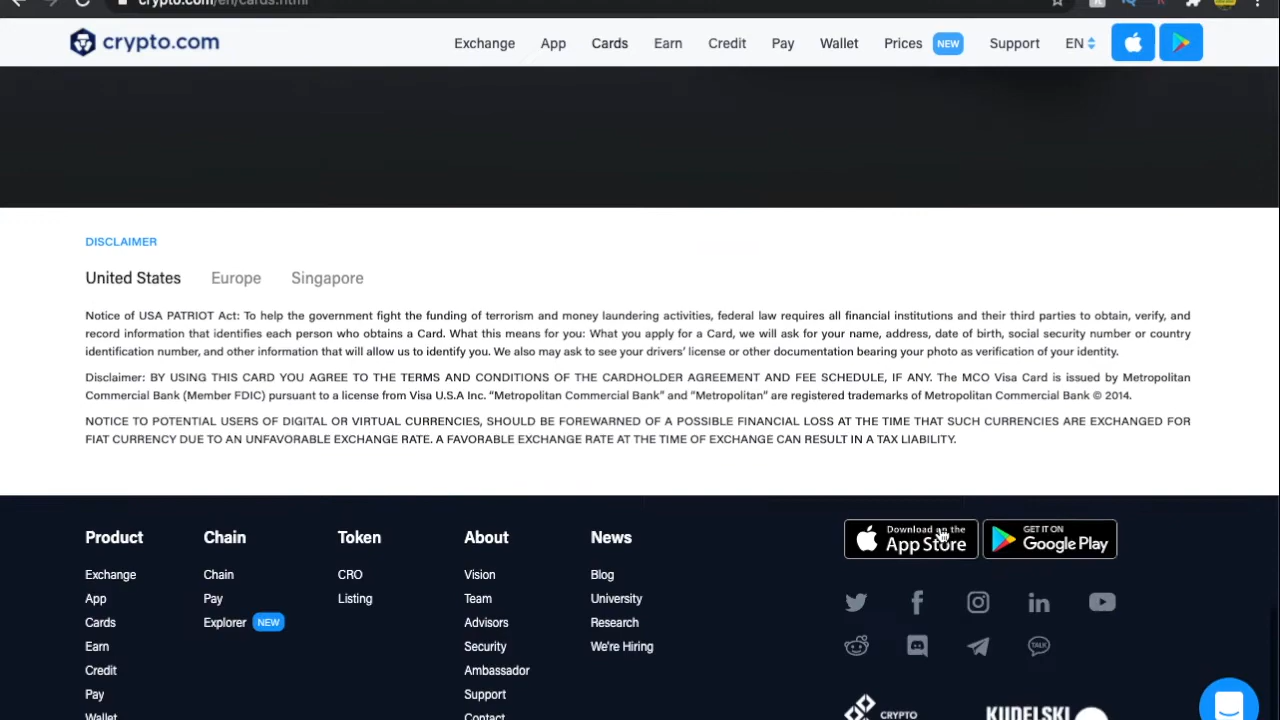 crypto.com/en/cards.html
crypto.com
Exchange App Cards Earn Credit Pay Wallet Prices NEW Support EN
DISCLAIMER
United States Europe Singapore
Notice of USA PATRIOT Act: To help the government fight the funding of terrorism and money laundering activities, federal law requires all financial institutions and their third parties to obtain, verify, and
record information that identifies each person who obtains a Card. What this means for you: What you apply for a Card, we will ask for your name, address, date of birth, social security number or country
identification number, and other information that will allow us to identify you. We also may ask to see your drivers' license or other documentation bearing your photo as verification of your identity.
Disclaimer: BY USING THIS CARD YOU AGREE TO THE TERMS AND CONDITIONS OF THE CARDHOLDER AGREEMENT AND FEE SCHEDULE, IF ANY. The MCO Visa Card is issued by Metropolitan
Commercial Bank (Member FDIC) pursuant to a license from Visa U.S.A Inc. "Metropolitan Commercial Bank" and "Metropolitan" are registered trademarks of Metropolitan Commercial Bank © 2014.
NOTICE TO POTENTIAL USERS OF DIGITAL OR VIRTUAL CURRENCIES, SHOULD BE FOREWARNED OF A POSSIBLE FINANCIAL LOSS AT THE TIME THAT SUCH CURRENCIES ARE EXCHANGED FOR
FIAT CURRENCY DUE TO AN UNFAVORABLE EXCHANGE RATE. A FAVORABLE EXCHANGE RATE AT THE TIME OF EXCHANGE CAN RESULT IN A TAX LIABILITY.
Product
Exchange
App
Cards
Earn
Credit
Pay
Wallet
Chain
Chain
Pay
Explorer NEW
Token
CRO
Listing
About
Vision
Team
Advisors
Security
Ambassador
Support
Contact
News
Blog
University
Research
We're Hiring
Download on the
App Store
GET IT ON
Google Play
TALK
CRYPTO
KUDELSKI